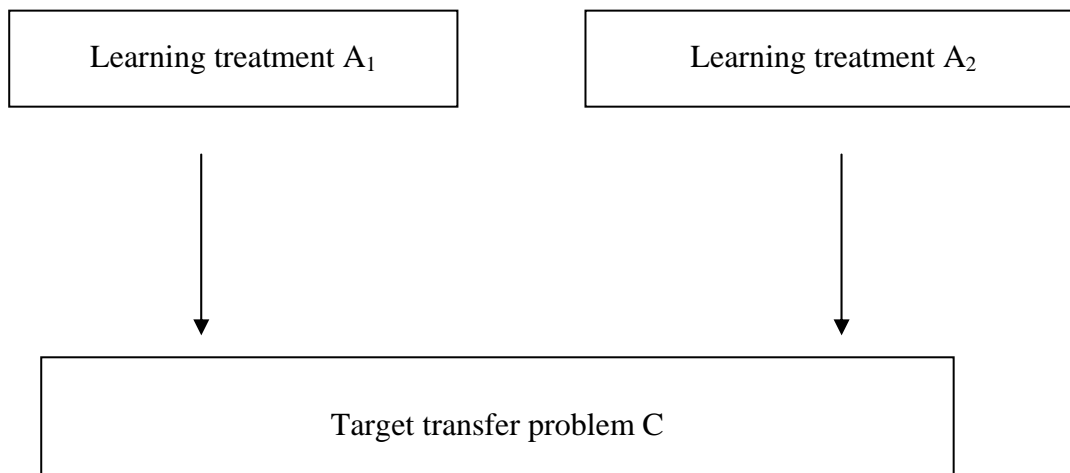 Learning treatment A₁
Learning treatment A₂
Target transfer problem C